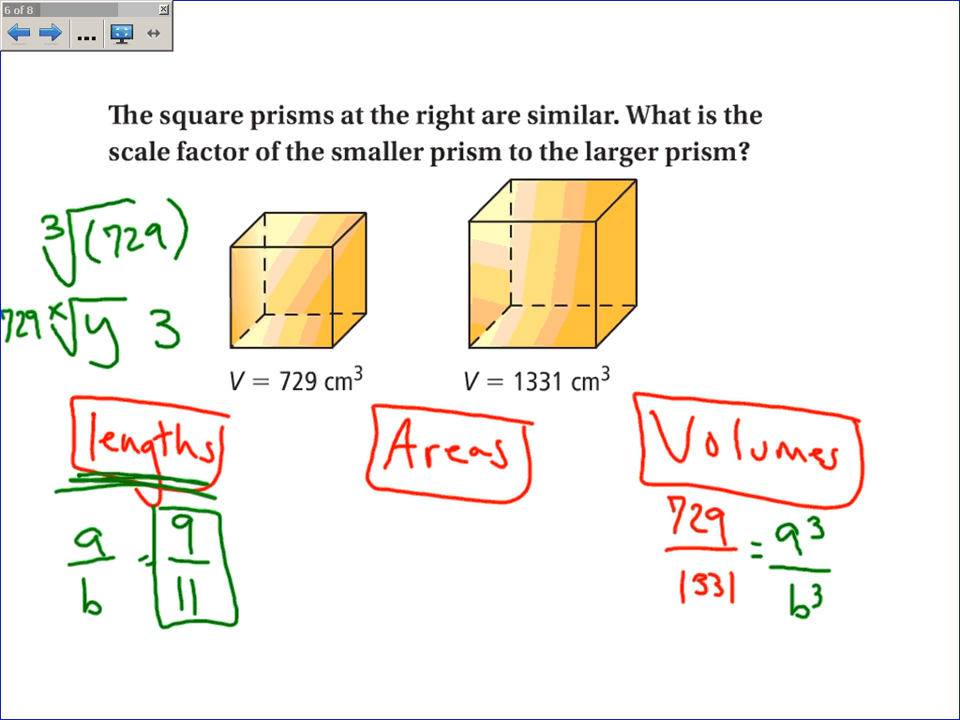 6 of 8
The square prisms at the right are similar. What is the
scale factor of the smaller prism to the larger prism?
∛(729)
729 ˣ√y 3
V = 729 cm³
V = 1331 cm³
lengths
Areas
Volumes
a/b = 9/11
729/1331 = a³/b³